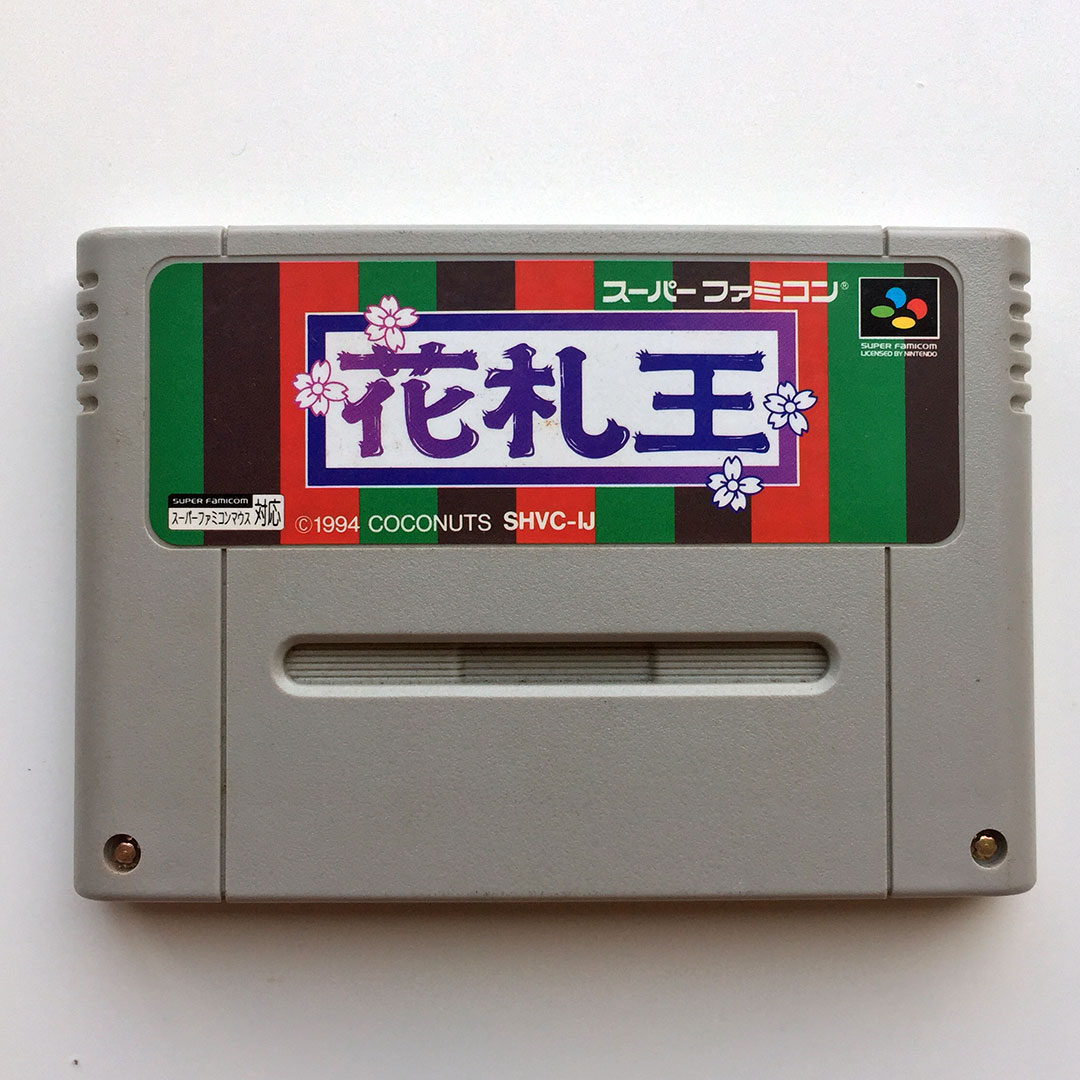 スーパーファミコン®
SUPER FAMICOM
LICENSED BY NINTENDO
花札王
SUPER FAMICOM
スーパーファミコンマウス 対応
©1994 COCONUTS SHVC-IJ